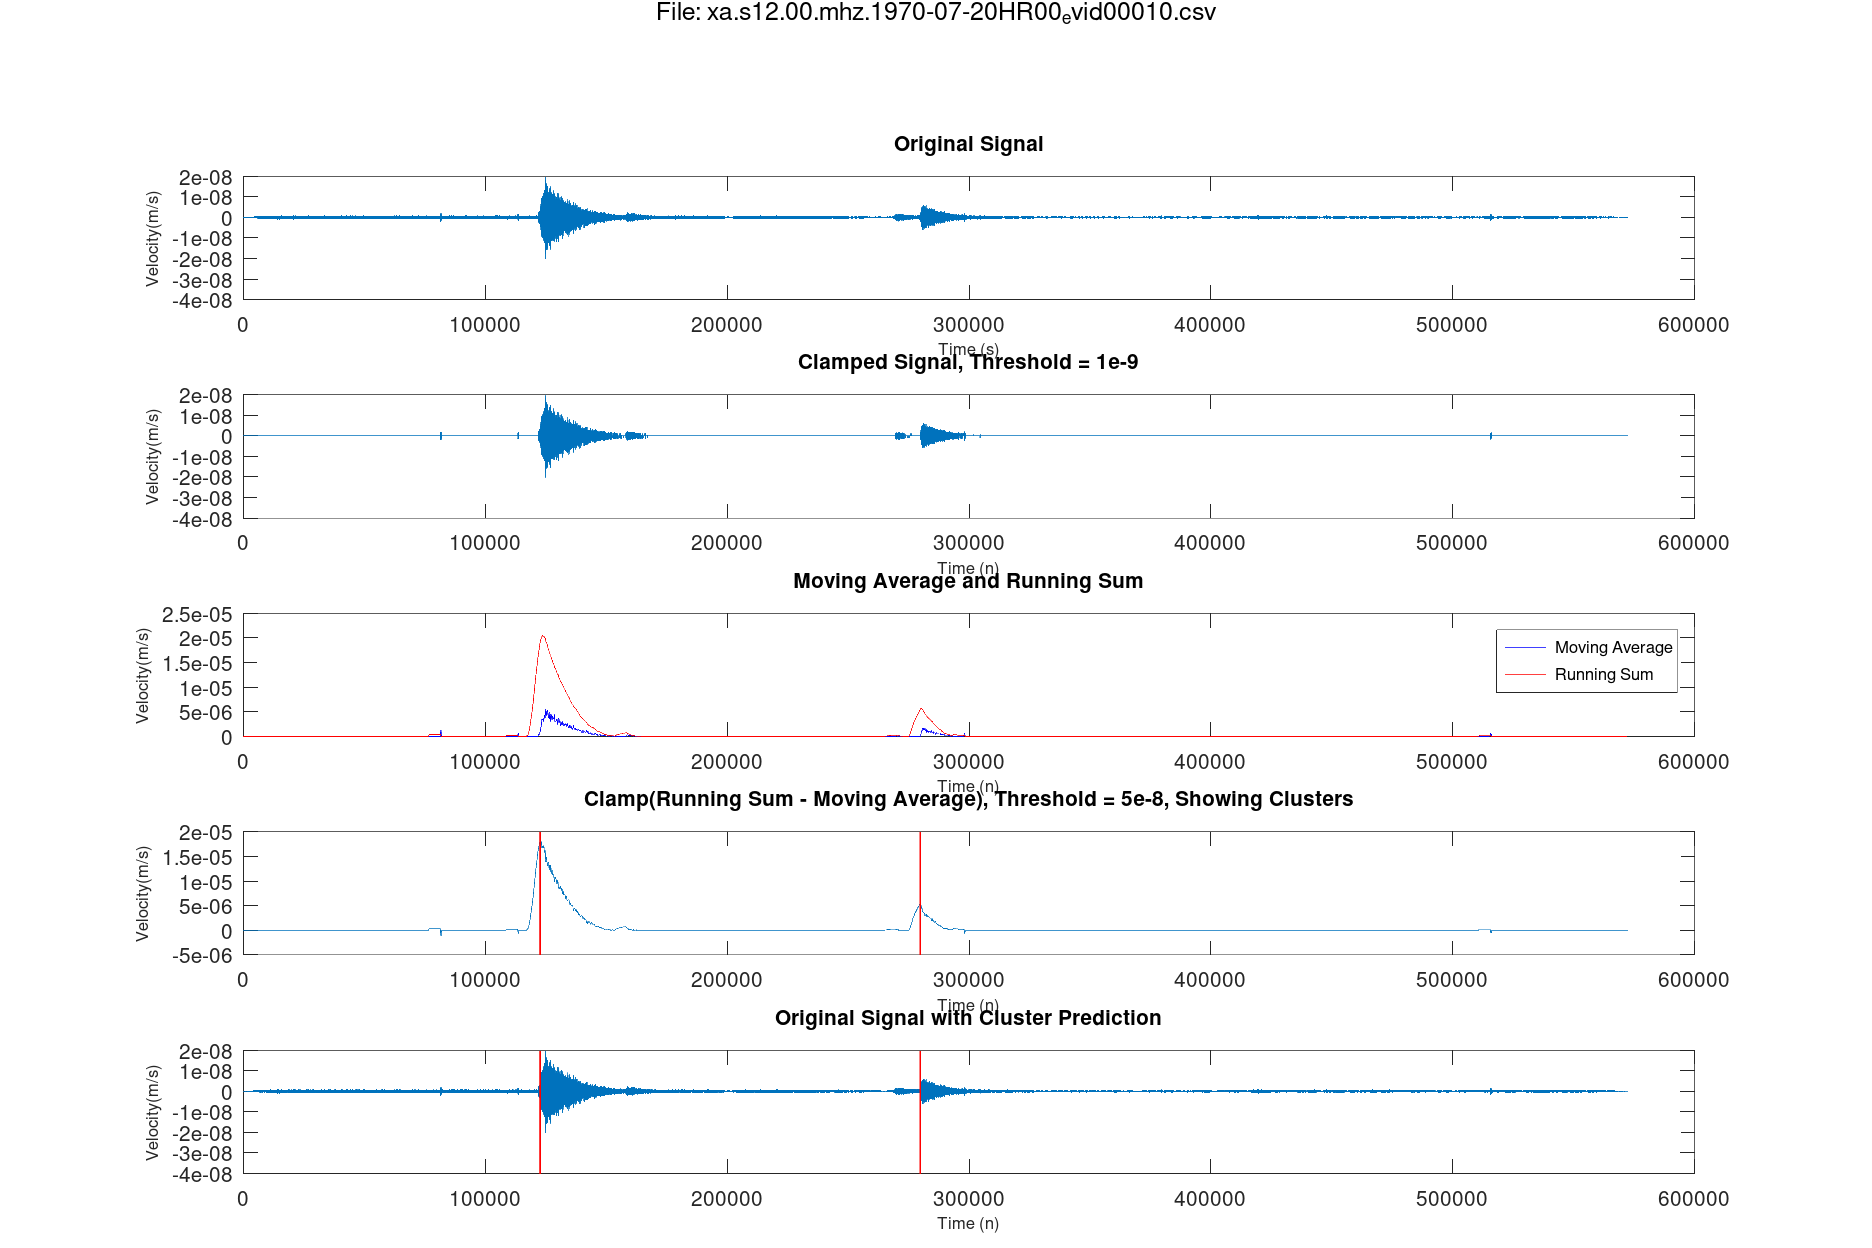 File: xa.s12.00.mhz.1970-07-20HR00evid00010.csv
Original Signal
Velocity(m/s)
2e-08
1e-08
0
-1e-08
-2e-08
-3e-08
-4e-08
0 100000 200000 300000 400000 500000 600000
Time (s)
Clamped Signal, Threshold = 1e-9
Velocity(m/s)
2e-08
1e-08
0
-1e-08
-2e-08
-3e-08
-4e-08
0 100000 200000 300000 400000 500000 600000
Time (n)
Moving Average and Running Sum
Velocity(m/s)
2.5e-05
2e-05
1.5e-05
1e-05
5e-06
0
Moving Average
Running Sum
0 100000 200000 300000 400000 500000 600000
Time (n)
Clamp(Running Sum - Moving Average), Threshold = 5e-8, Showing Clusters
Velocity(m/s)
2e-05
1.5e-05
1e-05
5e-06
0
-5e-06
0 100000 200000 300000 400000 500000 600000
Time (n)
Original Signal with Cluster Prediction
Velocity(m/s)
2e-08
1e-08
0
-1e-08
-2e-08
-3e-08
-4e-08
0 100000 200000 300000 400000 500000 600000
Time (n)